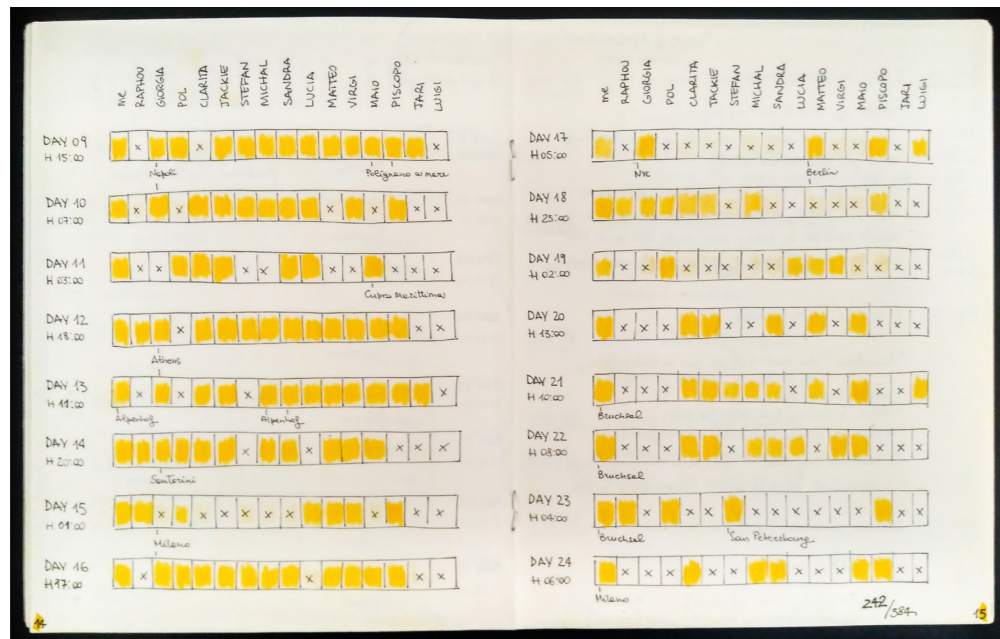 me RAPHOU GIORGIA POL CLARITA JACKIE STEFAN MICHAL SANDRA LUCIA MATTEO VIRGI MAIO PISCOPO JARI LUIGI
DAY 09
H 15:00
Napoli Polignano a mare
DAY 10
H 07:00
DAY 11
H 03:00
Cupra Marittima
DAY 12
H 18:00
Athens
DAY 13
H 11:00
Alpenhof Alpenhof
DAY 14
H 20:00
Santorini
DAY 15
H 01:00
Milano
DAY 16
H 17:00
14
me RAPHOU GIORGIA POL CLARITA JACKIE STEFAN MICHAL SANDRA LUCIA MATTEO VIRGI MAIO PISCOPO JARI LUIGI
DAY 17
H 05:00
NYC Berlin
DAY 18
H 23:00
DAY 19
H 02:00
DAY 20
H 13:00
DAY 21
H 10:00
Bruchsal
DAY 22
H 08:00
Bruchsal
DAY 23
H 04:00
Bruchsal San Petersbourg
DAY 24
H 06:00
Milano
242/384
15